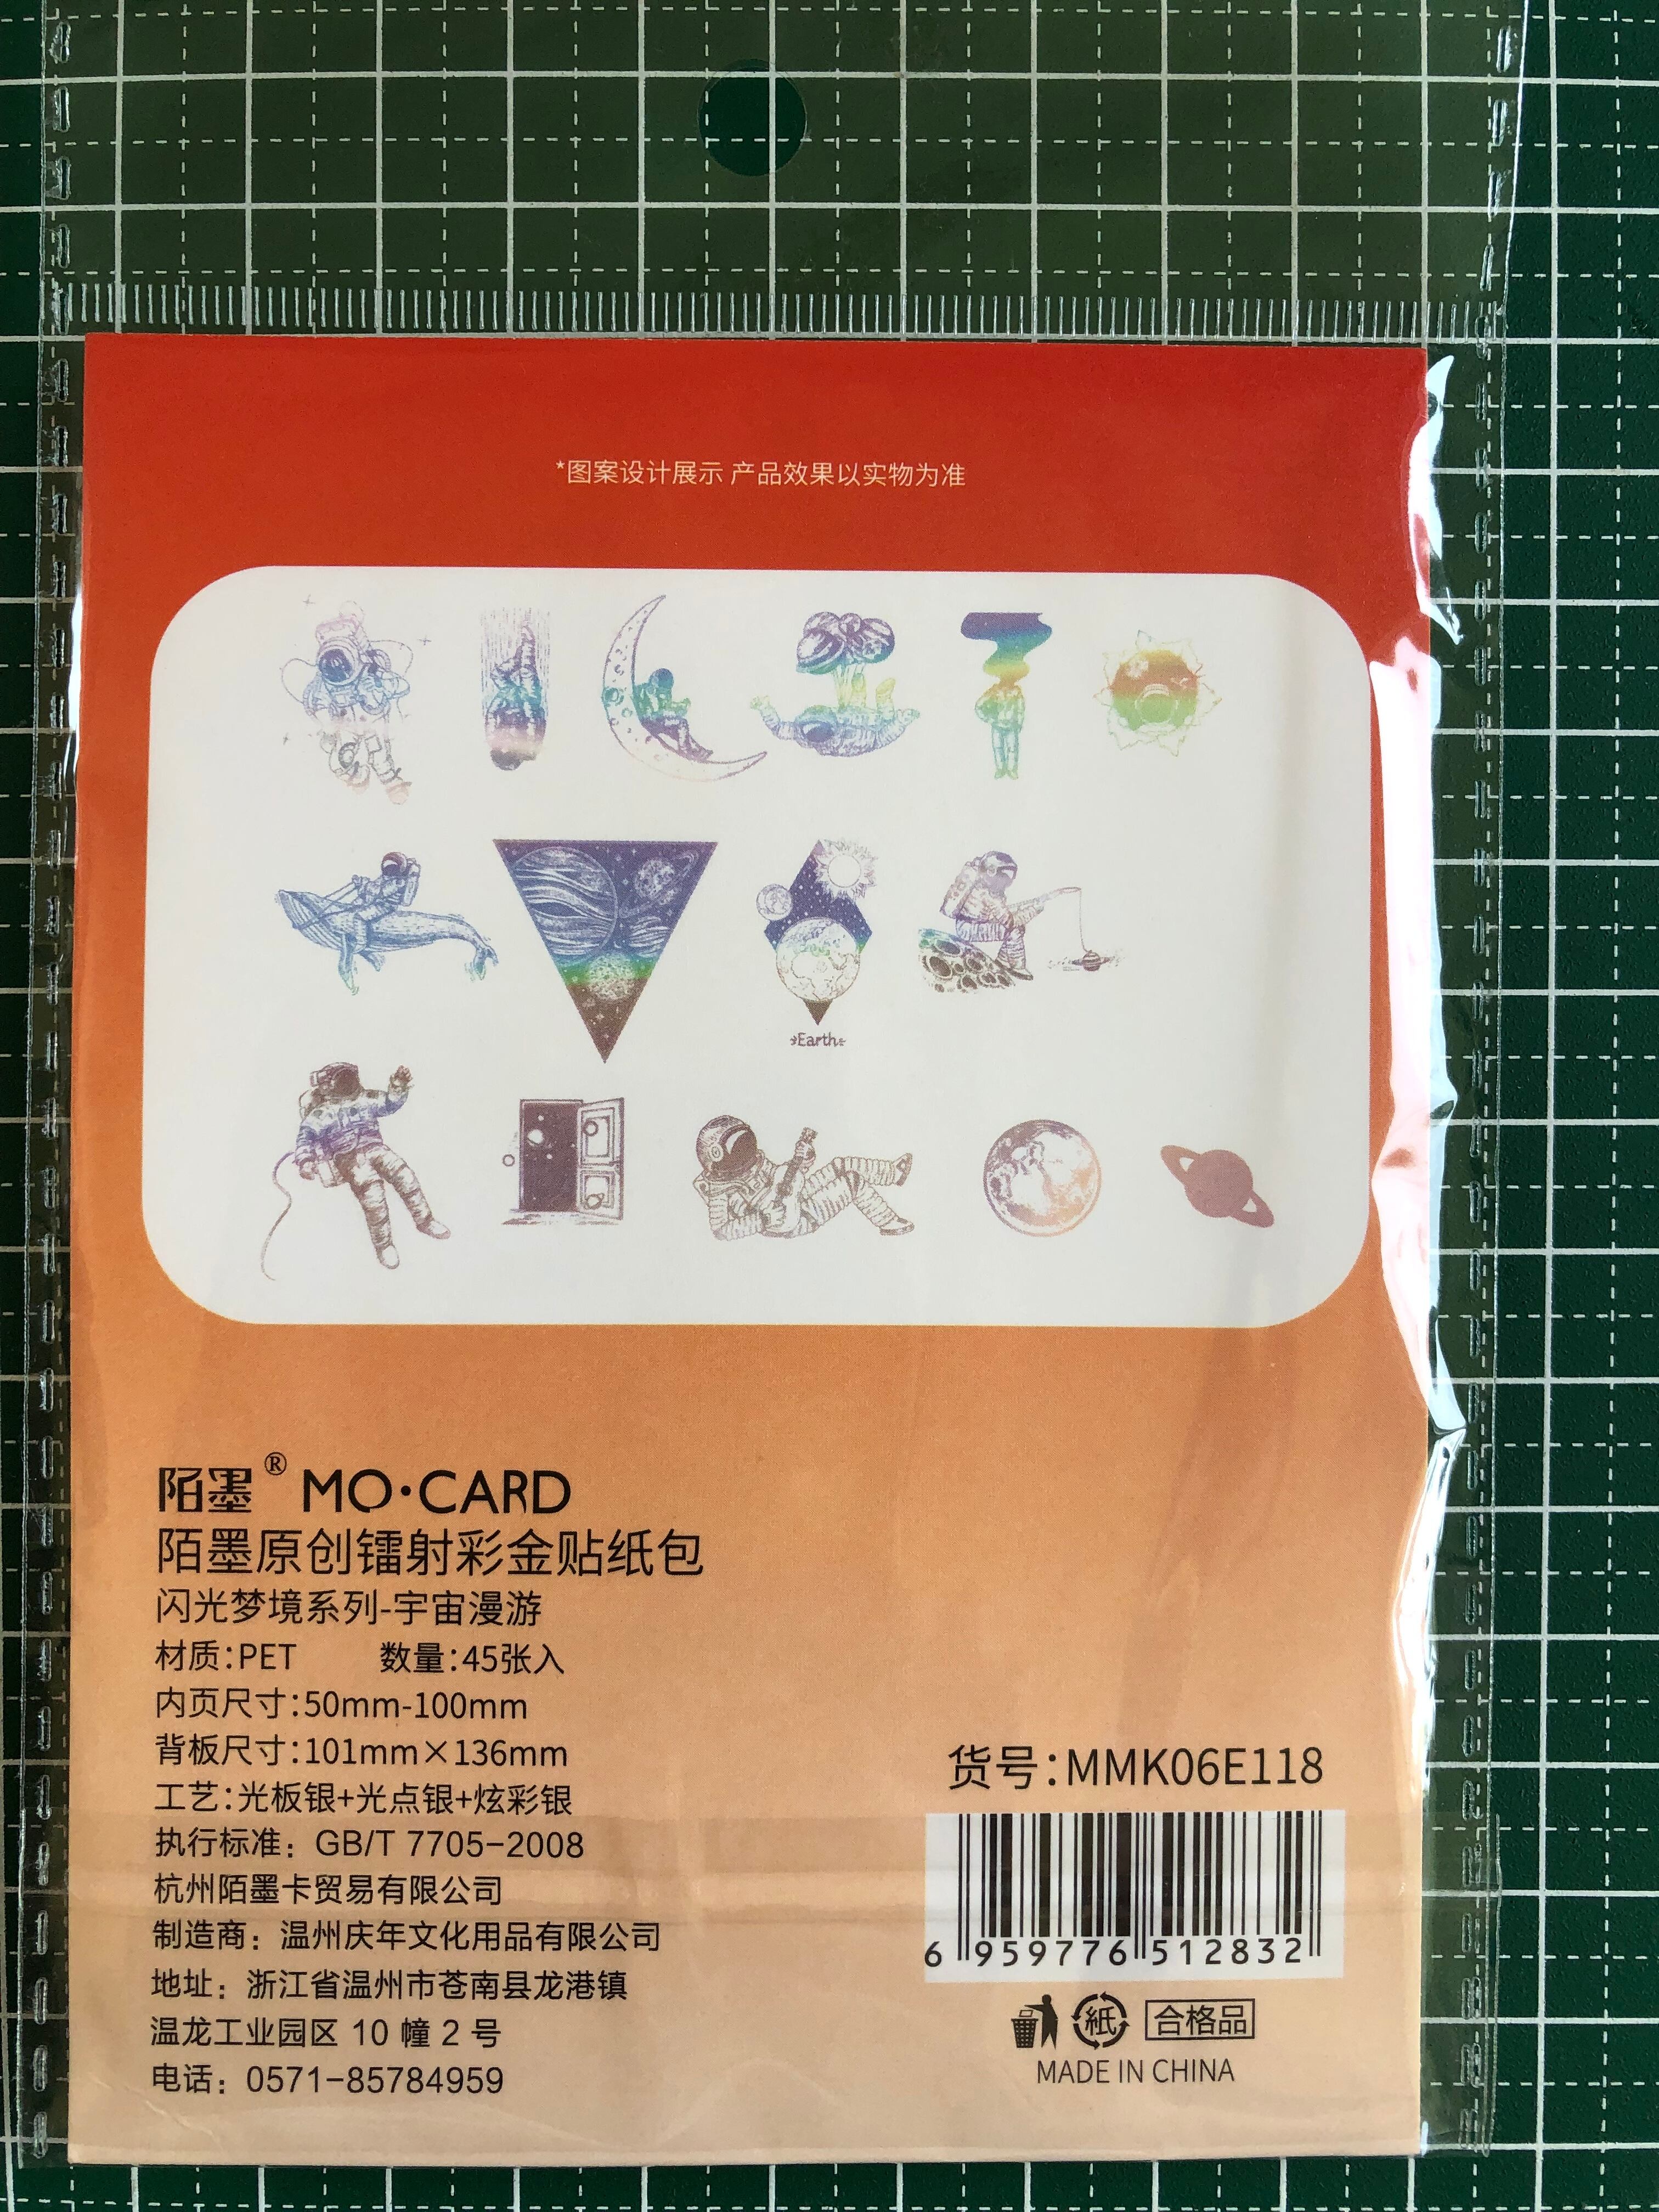 *图案设计展示 产品效果以实物为准
Earth
陌墨® MO·CARD
陌墨原创镭射彩金贴纸包
闪光梦境系列-宇宙漫游
材质:PET 数量:45张入
内页尺寸:50mm-100mm
背板尺寸:101mm×136mm
工艺:光板银+光点银+炫彩银
执行标准：GB/T 7705-2008
杭州陌墨卡贸易有限公司
制造商：温州庆年文化用品有限公司
地址：浙江省温州市苍南县龙港镇
温龙工业园区 10 幢 2 号
电话：0571-85784959
货号:MMK06E118
6 959776 512832
紙 合格品
MADE IN CHINA